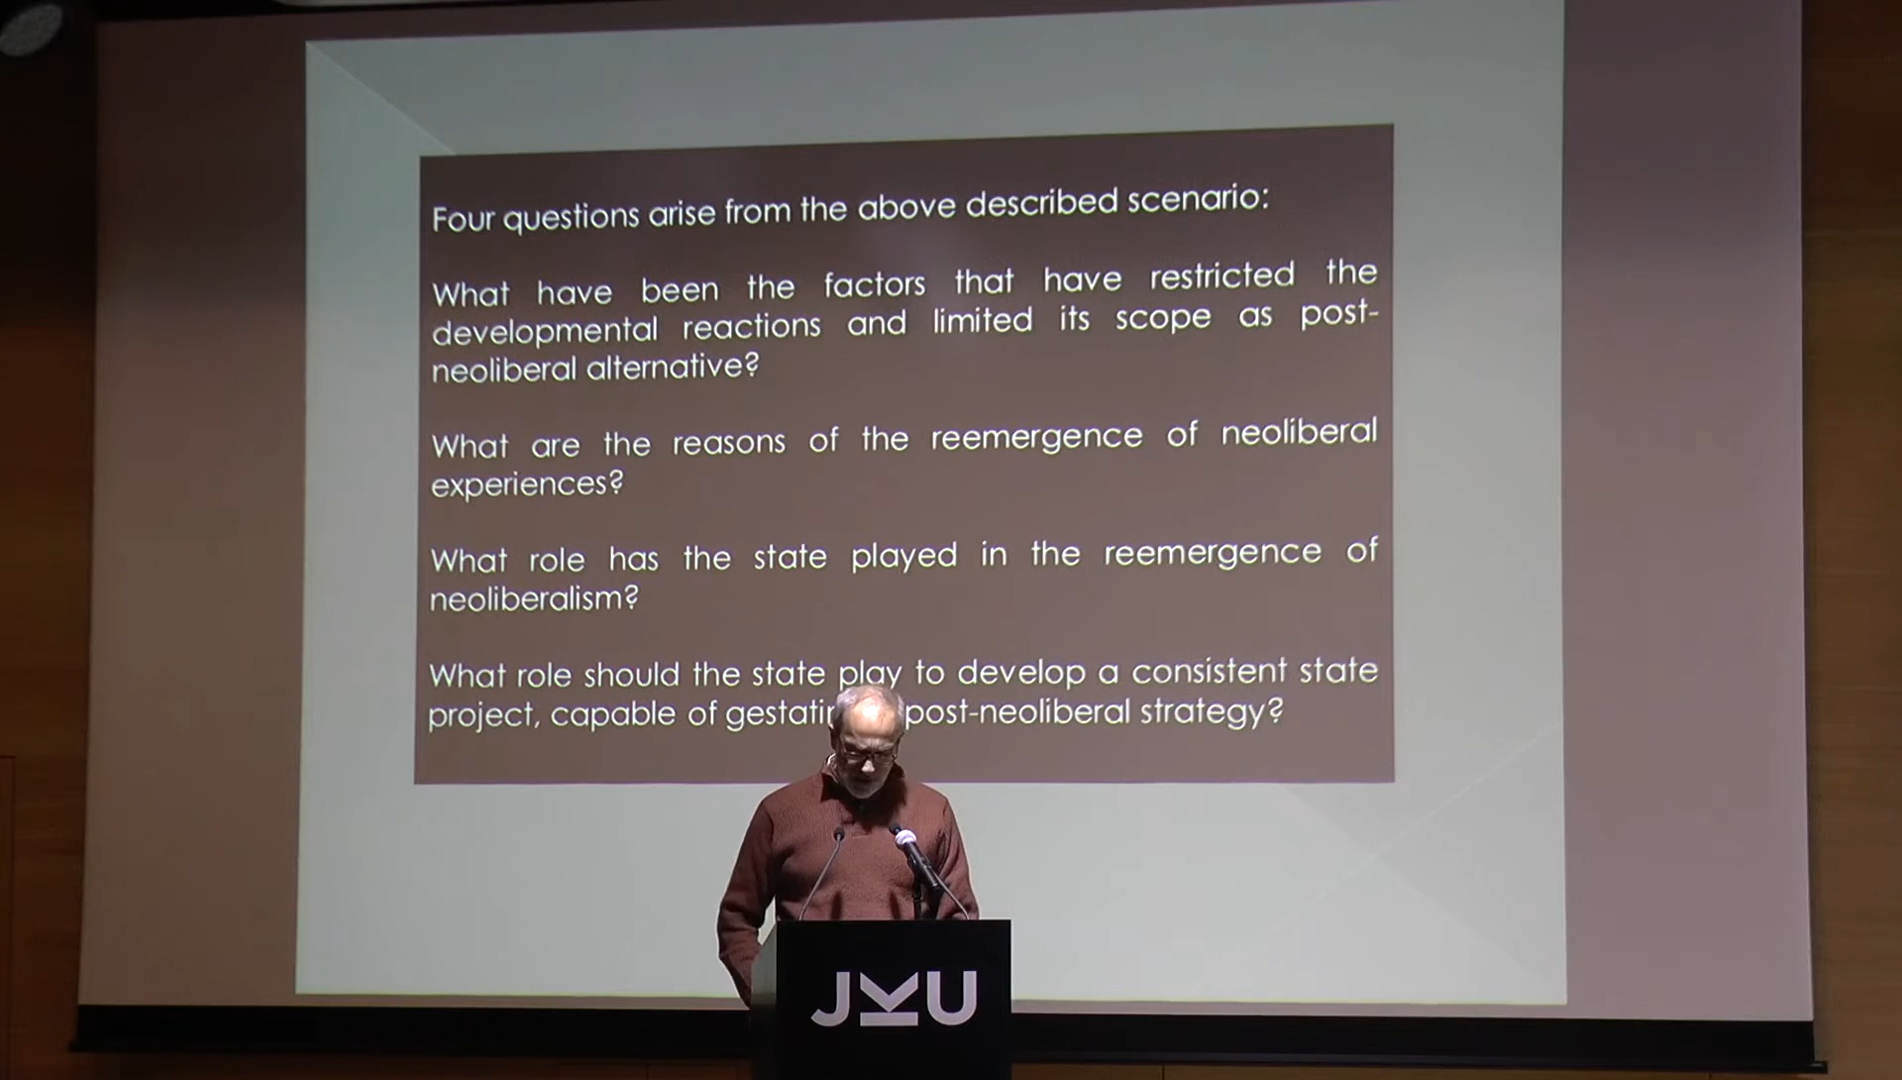 Four questions arise from the above described scenario:
What have been the factors that have restricted the
developmental reactions and limited its scope as post-
neoliberal alternative?
What are the reasons of the reemergence of neoliberal
experiences?
What role has the state played in the reemergence of
neoliberalism?
What role should the state play to develop a consistent state
project, capable of post-neoliberal strategy?
JKU